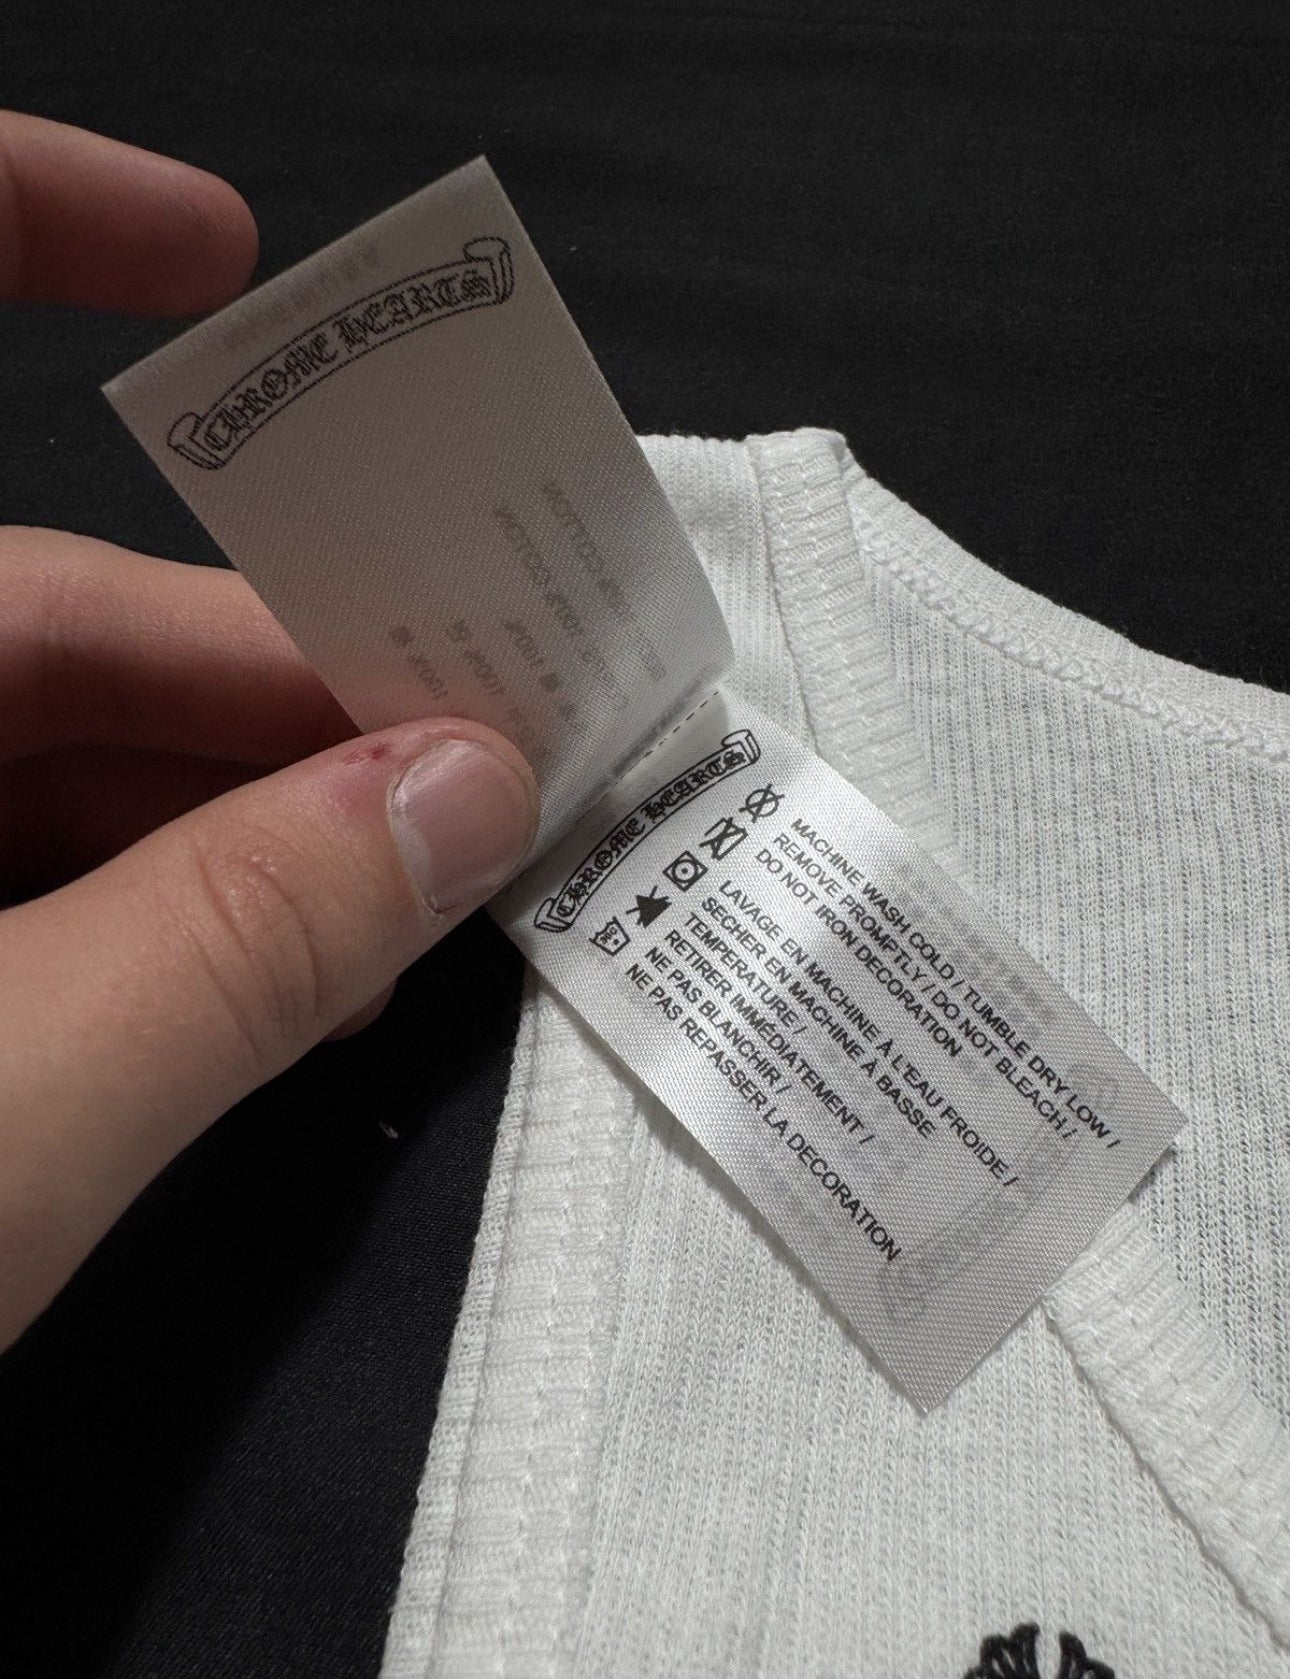 CHROME HEARTS
CHROME HEARTS
MACHINE WASH COLD / TUMBLE DRY LOW /
REMOVE PROMPTLY / DO NOT BLEACH /
DO NOT IRON DECORATION
LAVAGE EN MACHINE À L'EAU FROIDE /
SECHER EN MACHINE À BASSE
TEMPERATURE /
RETIRER IMMÉDIATEMENT /
NE PAS BLANCHIR /
NE PAS REPASSER LA DECORATION